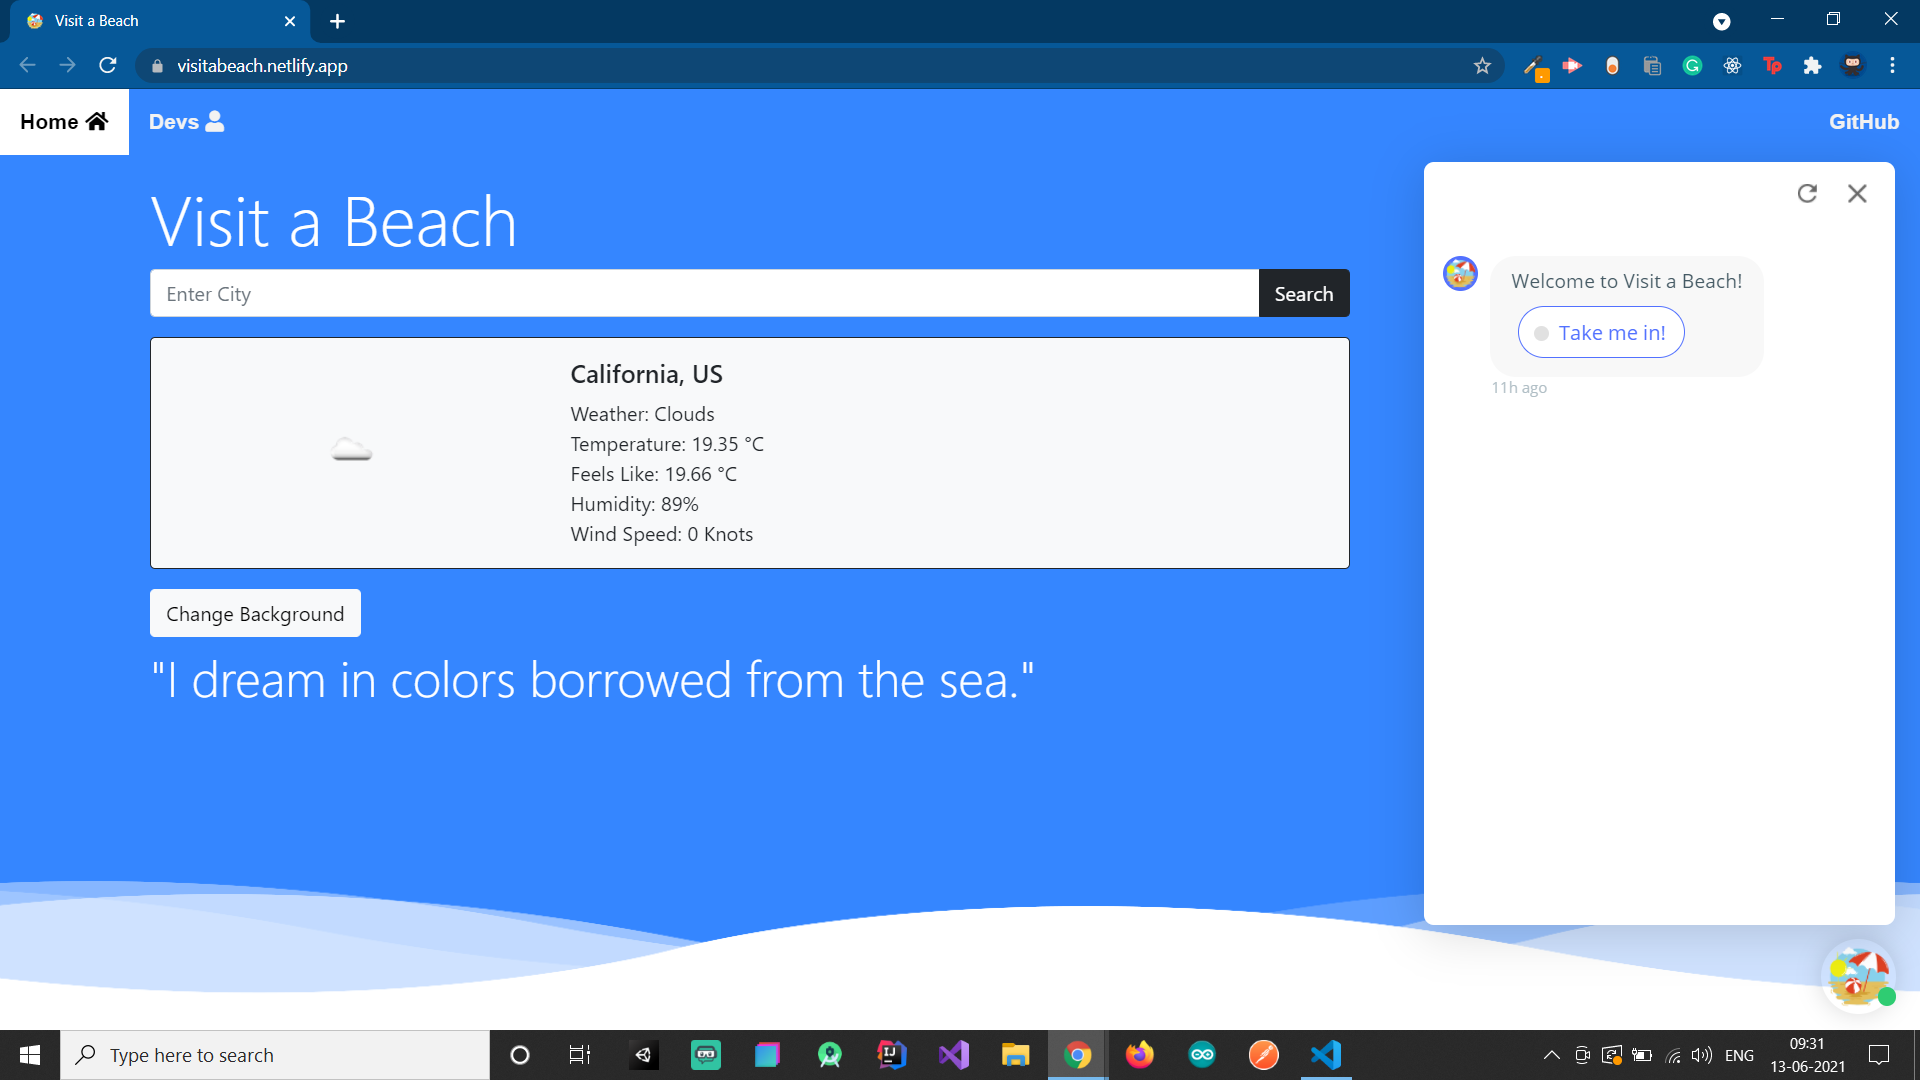 Visit a Beach
visitabeach.netlify.app
Home
Devs
GitHub
Visit a Beach
Enter City
Search
California, US
Weather: Clouds
Temperature: 19.35 °C
Feels Like: 19.66 °C
Humidity: 89%
Wind Speed: 0 Knots
Change Background
"I dream in colors borrowed from the sea."
Welcome to Visit a Beach!
Take me in!
11h ago
Type here to search
IJ
ENG
09:31
13-06-2021